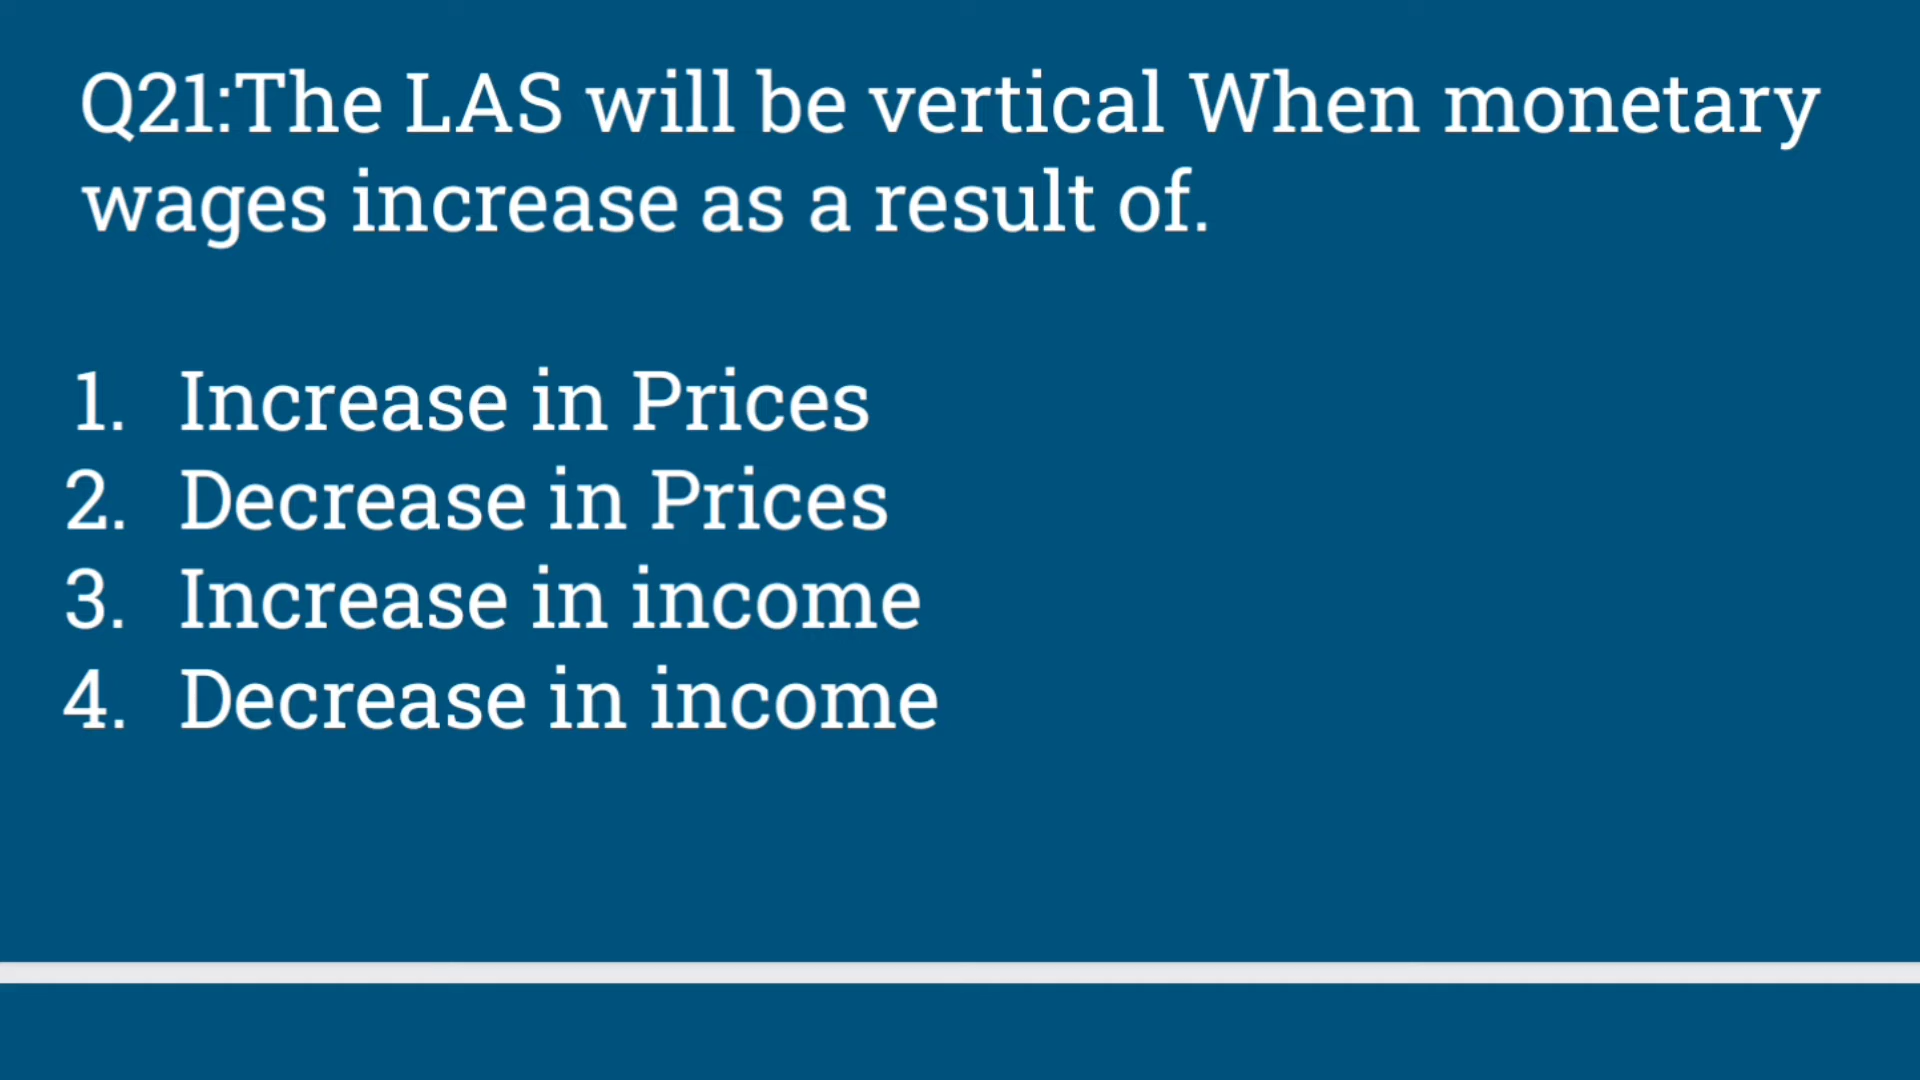 Q21:The LAS will be vertical When monetary
wages increase as a result of.
1. Increase in Prices
2. Decrease in Prices
3. Increase in income
4. Decrease in income